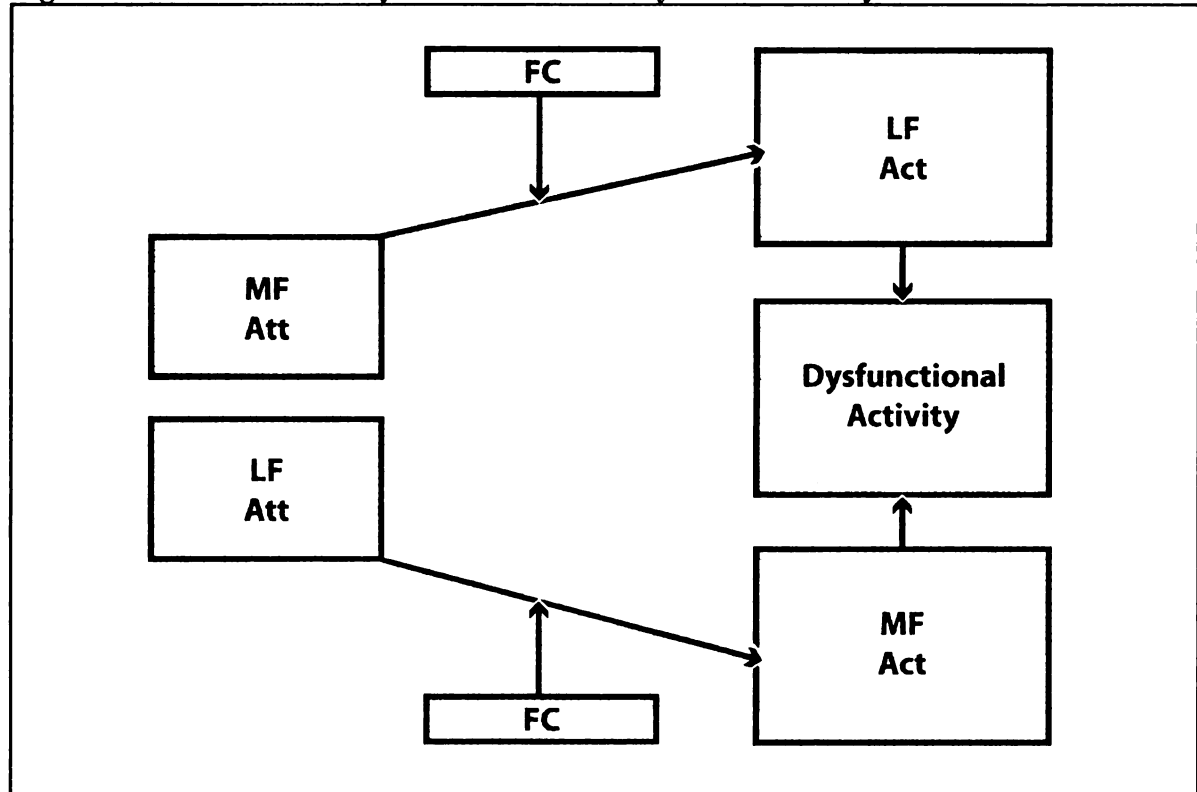 FC
LF
Act
MF
Att
Dysfunctional
Activity
LF
Att
MF
Act
FC